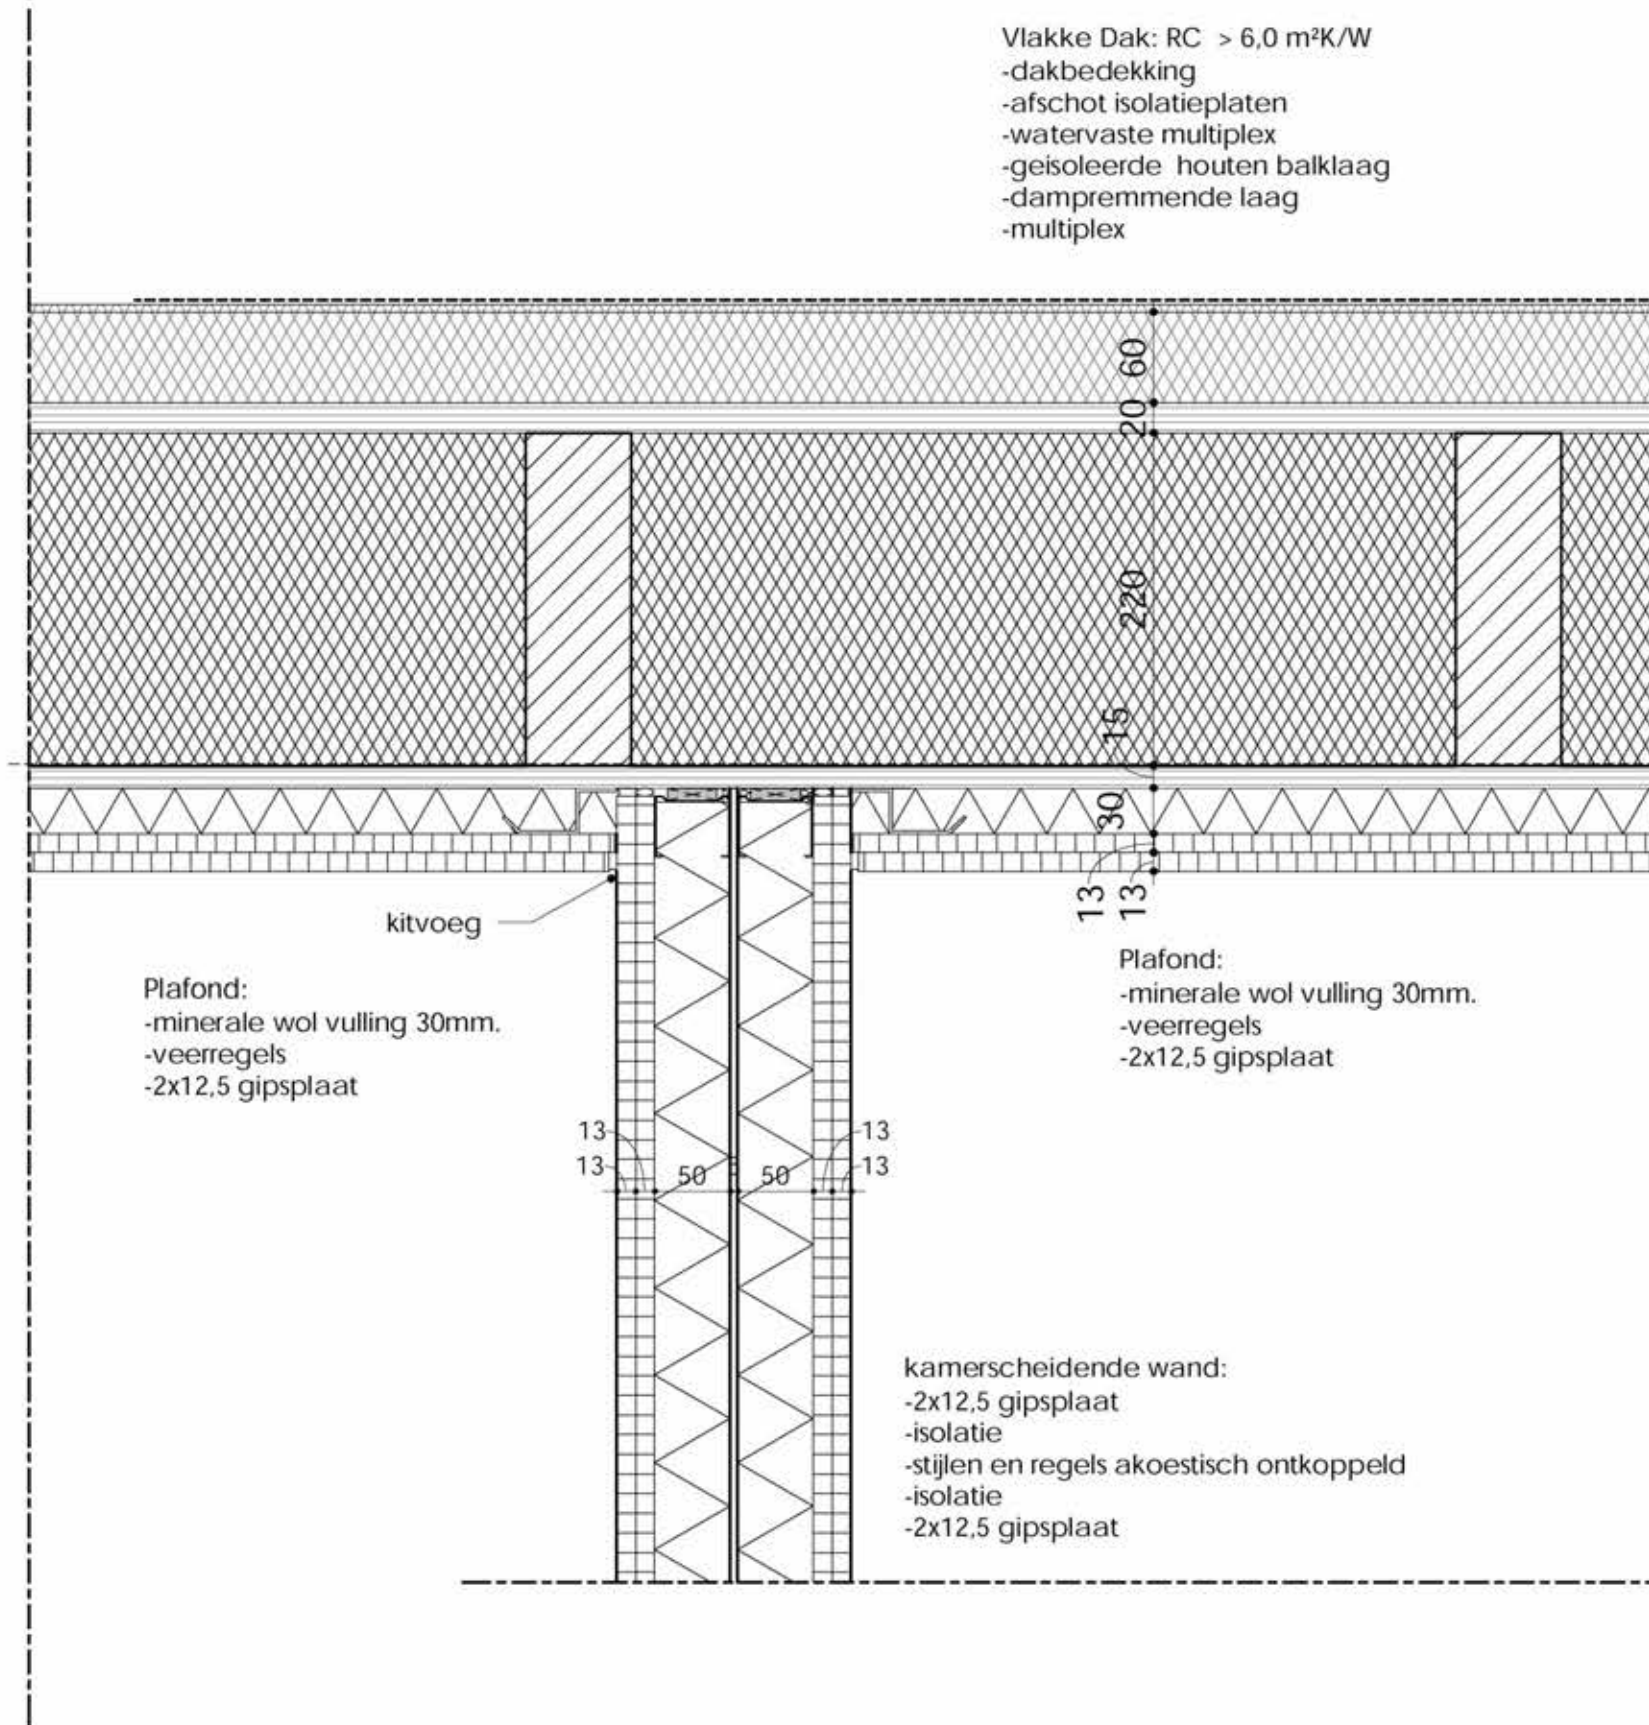 Vlakke Dak: RC > 6,0 m²K/W
-dakbedekking
-afschot isolatieplaten
-watervaste multiplex
-geisoleerde houten balklaag
-dampremmende laag
-multiplex
60
20
220
15
30
13
13
kitvoeg
Plafond:
-minerale wol vulling 30mm.
-veerregels
-2x12,5 gipsplaat
Plafond:
-minerale wol vulling 30mm.
-veerregels
-2x12,5 gipsplaat
13
13
50
50
13
13
kamerscheidende wand:
-2x12,5 gipsplaat
-isolatie
-stijlen en regels akoestisch ontkoppeld
-isolatie
-2x12,5 gipsplaat